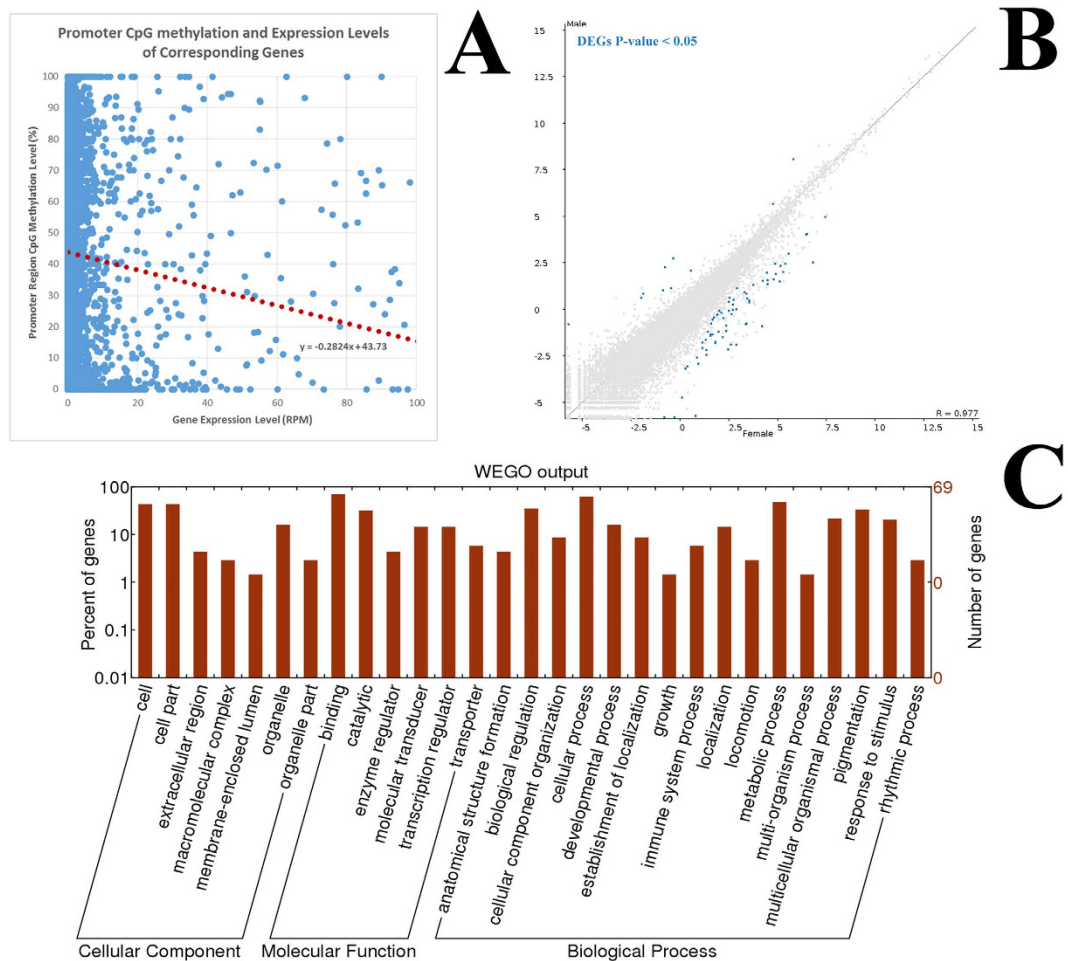 Promoter CpG methylation and Expression Levels
of Corresponding Genes
A
100
90
80
70
60
50
40
30
20
10
0
Promoter Region CpG Methylation Level (%)
y = -0.2824x + 43.73
0 20 40 60 80 100
Gene Expression Level (RPM)
Male
B
DEGs P-value < 0.05
15
12.5
10
7.5
5
2.5
0
-2.5
-5
R = 0.977
-5 -2.5 0 2.5 5 7.5 10 12.5 15
Female
C
WEGO output
100
10
1
0.1
0.01
Percent of genes
69
0
0
Number of genes
cell
cell part
extracellular region
macromolecular complex
membrane-enclosed lumen
organelle
organelle part
binding
catalytic
enzyme regulator
molecular transducer
transcription regulator
transporter
anatomical structure formation
biological regulation
cellular component organization
cellular process
developmental process
establishment of localization
growth
immune system process
localization
locomotion
metabolic process
multi-organism process
multicellular organismal process
pigmentation
response to stimulus
rhythmic process
Cellular Component
Molecular Function
Biological Process